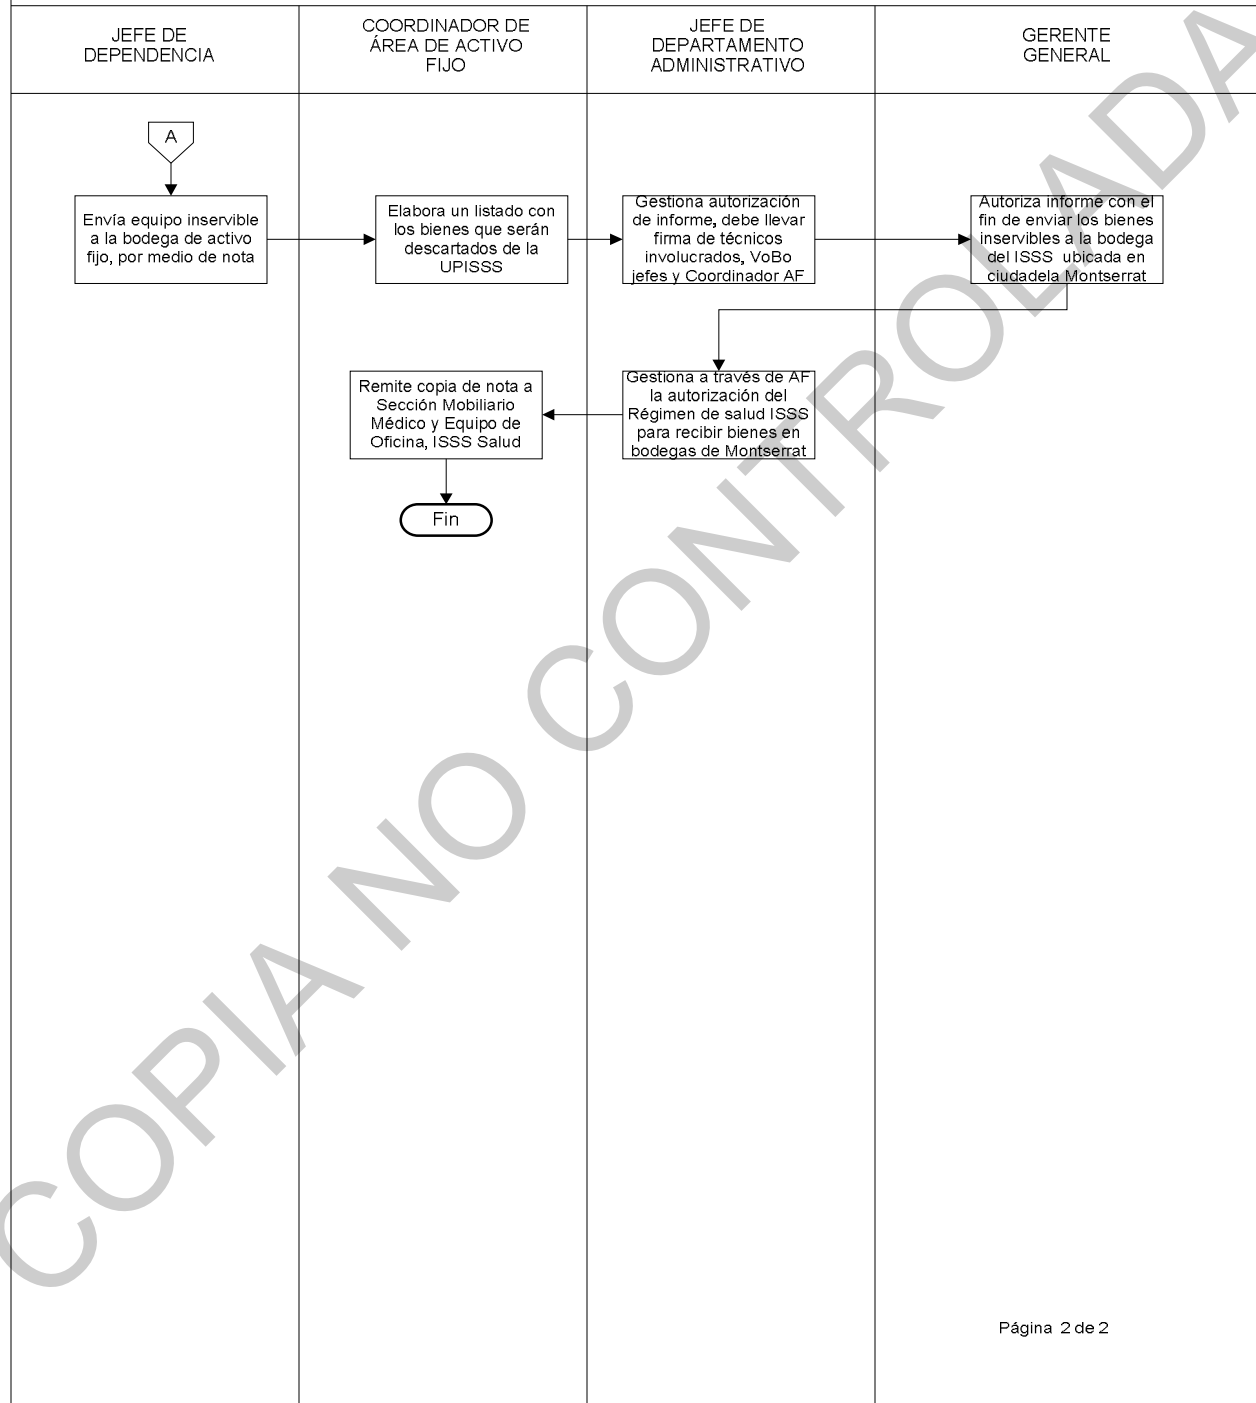 JEFE DE
DEPENDENCIA
COORDINADOR DE
ÁREA DE ACTIVO
FIJO
JEFE DE
DEPARTAMENTO
ADMINISTRATIVO
GERENTE
GENERAL
A
Envía equipo inservible
a la bodega de activo
fijo, por medio de nota
Elabora un listado con
los bienes que serán
descartados de la
UPISSS
Gestiona autorización
de informe, debe llevar
firma de técnicos
involucrados, VoBo
jefes y Coordinador AF
Autoriza informe con el
fin de enviar los bienes
inservibles a la bodega
del ISSS ubicada en
ciudadela Montserrat
Gestiona a través de AF
la autorización del
Régimen de salud ISSS
para recibir bienes en
bodegas de Montserrat
Remite copia de nota a
Sección Mobiliario
Médico y Equipo de
Oficina, ISSS Salud
Fin
COPIA NO CONTROLADA
Página 2 de 2